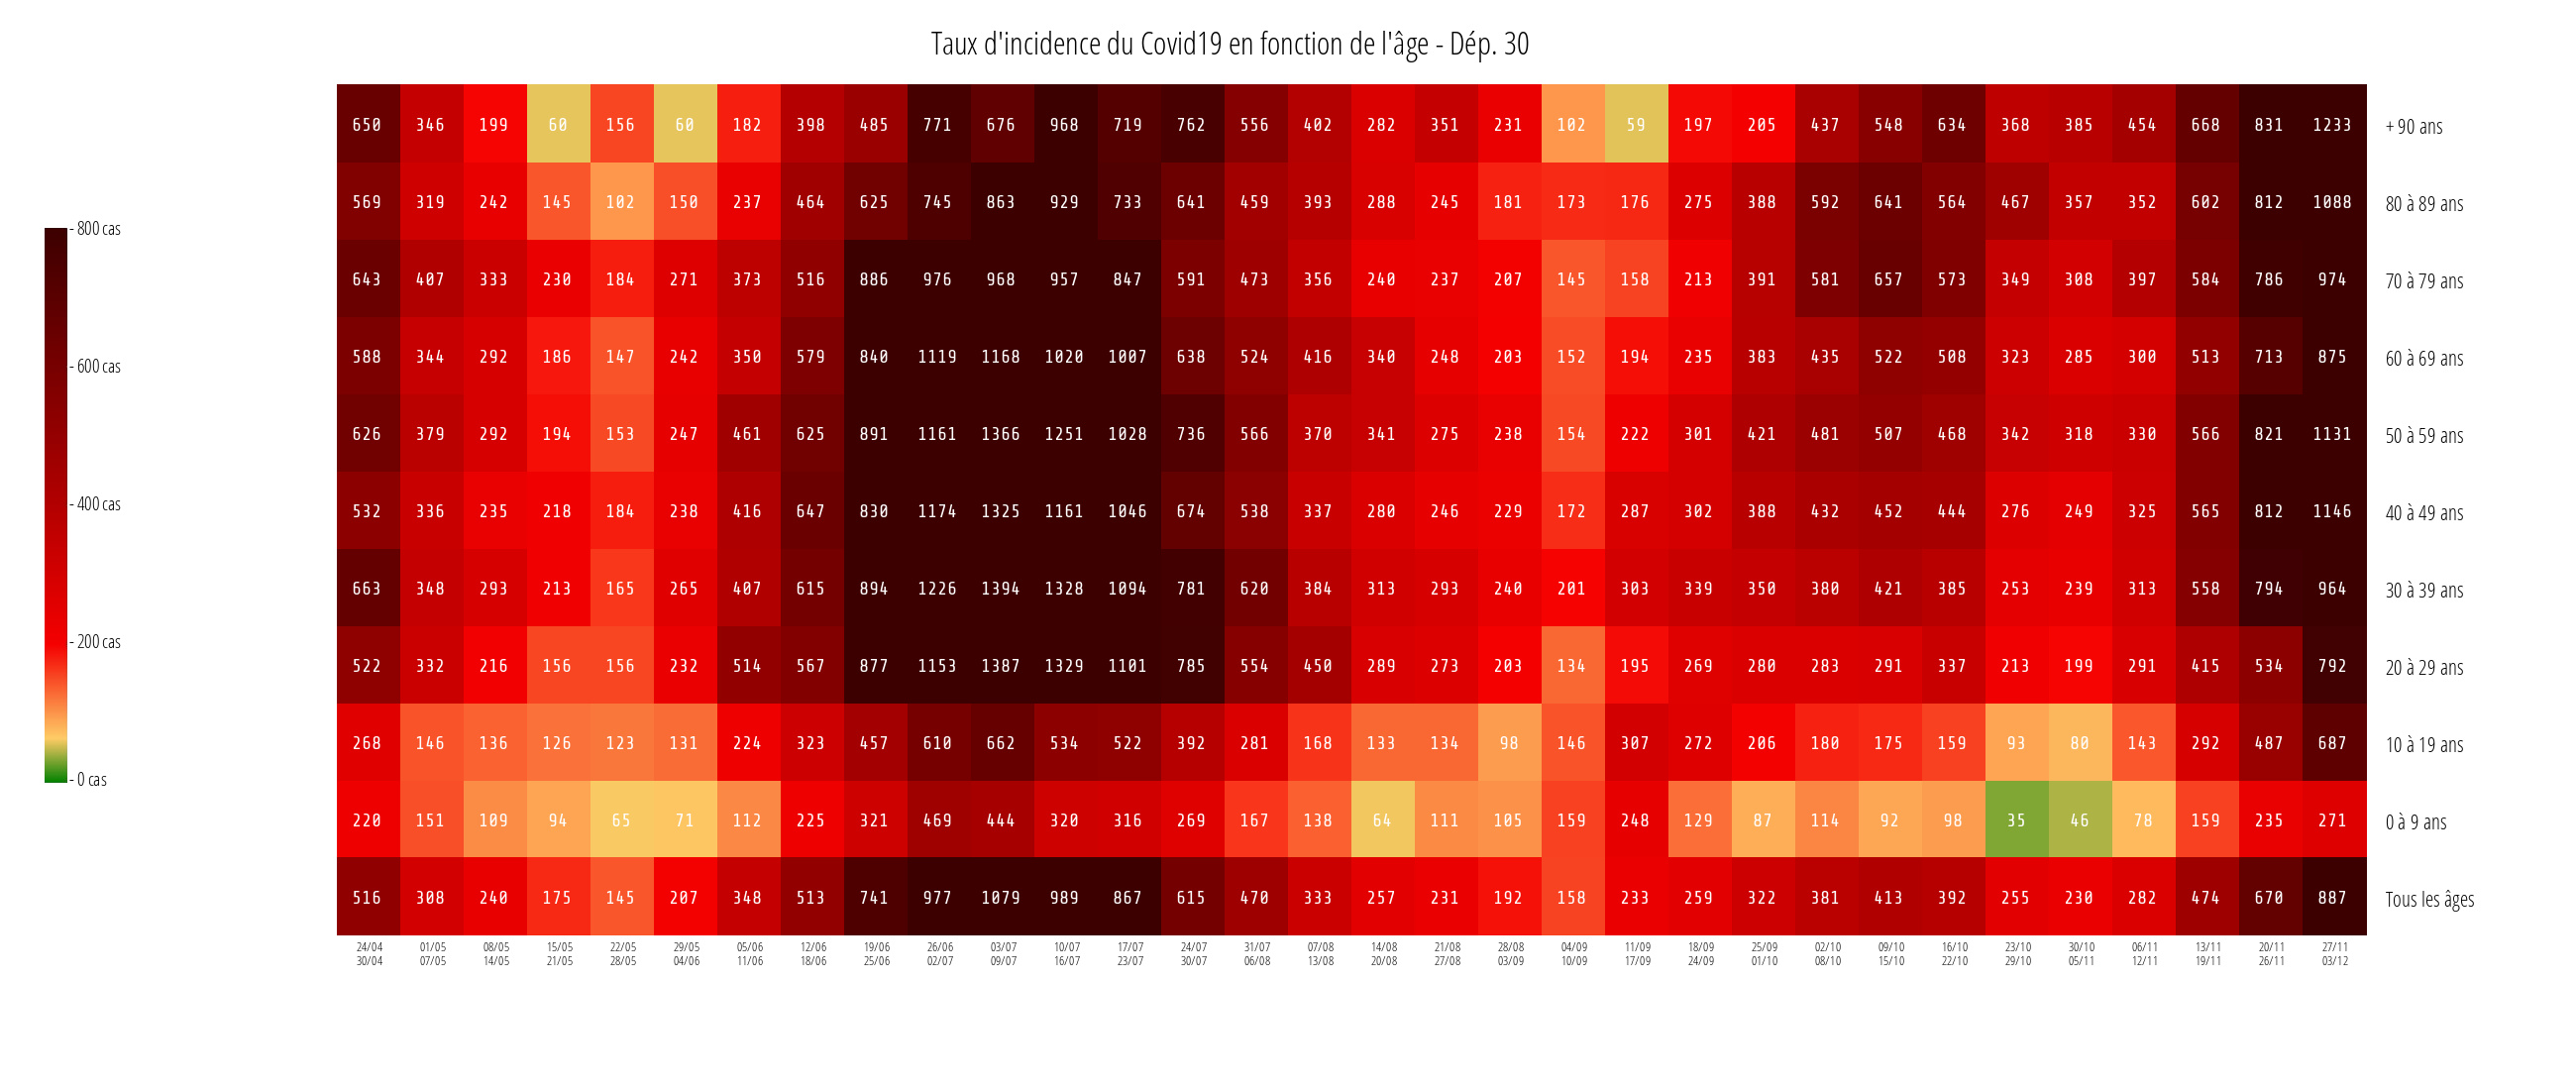 Taux d'incidence du Covid19 en fonction de l'âge - Dép. 30
- 800 cas
- 600 cas
- 400 cas
- 200 cas
- 0 cas
650 346 199 60 156 60 182 398 485 771 676 968 719 762 556 402 282 351 231 102 59 197 205 437 548 634 368 385 454 668 831 1233 + 90 ans
569 319 242 145 102 150 237 464 625 745 863 929 733 641 459 393 288 245 181 173 176 275 388 592 641 564 467 357 352 602 812 1088 80 à 89 ans
643 407 333 230 184 271 373 516 886 976 968 957 847 591 473 356 240 237 207 145 158 213 391 581 657 573 349 308 397 584 786 974 70 à 79 ans
588 344 292 186 147 242 350 579 840 1119 1168 1020 1007 638 524 416 340 248 203 152 194 235 383 435 522 508 323 285 300 513 713 875 60 à 69 ans
626 379 292 194 153 247 461 625 891 1161 1366 1251 1028 736 566 370 341 275 238 154 222 301 421 481 507 468 342 318 330 566 821 1131 50 à 59 ans
532 336 235 218 184 238 416 647 830 1174 1325 1161 1046 674 538 337 280 246 229 172 287 302 388 432 452 444 276 249 325 565 812 1146 40 à 49 ans
663 348 293 213 165 265 407 615 894 1226 1394 1328 1094 781 620 384 313 293 240 201 303 339 350 380 421 385 253 239 313 558 794 964 30 à 39 ans
522 332 216 156 156 232 514 567 877 1153 1387 1329 1101 785 554 450 289 273 203 134 195 269 280 283 291 337 213 199 291 415 534 792 20 à 29 ans
268 146 136 126 123 131 224 323 457 610 662 534 522 392 281 168 133 134 98 146 307 272 206 180 175 159 93 80 143 292 487 687 10 à 19 ans
220 151 109 94 65 71 112 225 321 469 444 320 316 269 167 138 64 111 105 159 248 129 87 114 92 98 35 46 78 159 235 271 0 à 9 ans
516 308 240 175 145 207 348 513 741 977 1079 989 867 615 470 333 257 231 192 158 233 259 322 381 413 392 255 230 282 474 670 887 Tous les âges
24/04 01/05 08/05 15/05 22/05 29/05 05/06 12/06 19/06 26/06 03/07 10/07 17/07 24/07 31/07 07/08 14/08 21/08 28/08 04/09 11/09 18/09 25/09 02/10 09/10 16/10 23/10 30/10 06/11 13/11 20/11 27/11
30/04 07/05 14/05 21/05 28/05 04/06 11/06 18/06 25/06 02/07 09/07 16/07 23/07 30/07 06/08 13/08 20/08 27/08 03/09 10/09 17/09 24/09 01/10 08/10 15/10 22/10 29/10 05/11 12/11 19/11 26/11 03/12